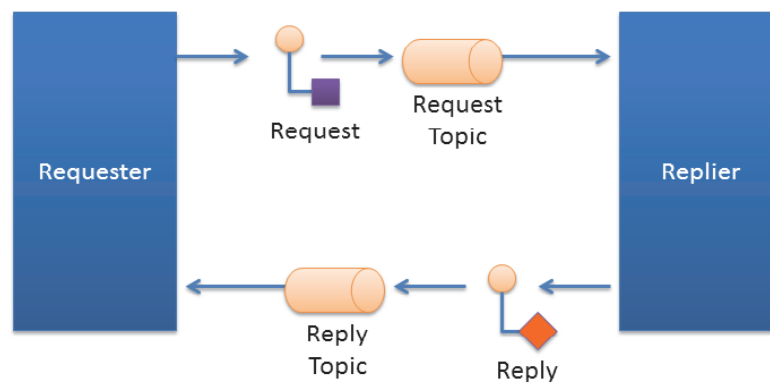 Requester
Request
Request
Topic
Replier
Reply
Topic
Reply